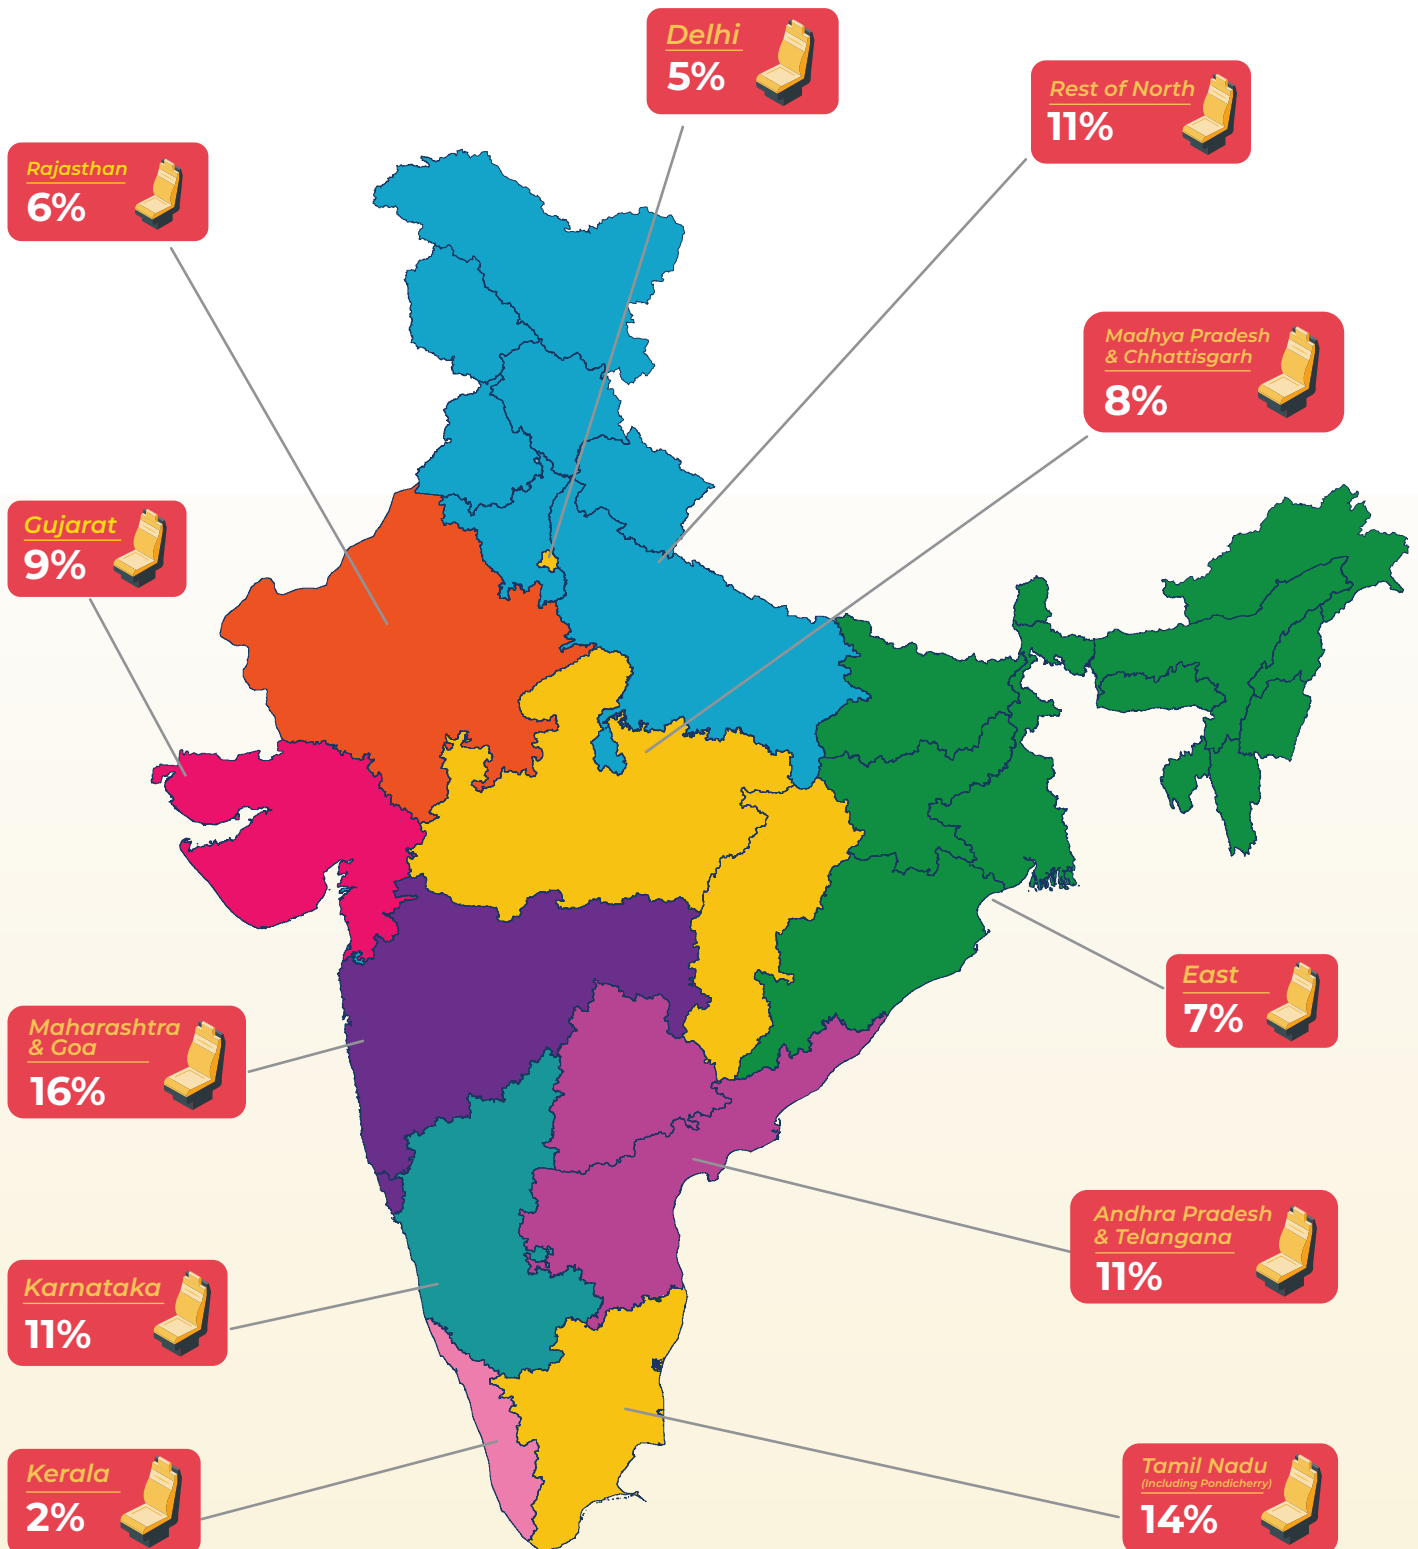 Delhi
5%
Rest of North
11%
Rajasthan
6%
Madhya Pradesh
& Chhattisgarh
8%
Gujarat
9%
East
7%
Maharashtra
& Goa
16%
Andhra Pradesh
& Telangana
11%
Karnataka
11%
Kerala
2%
Tamil Nadu
(Including Pondicherry)
14%